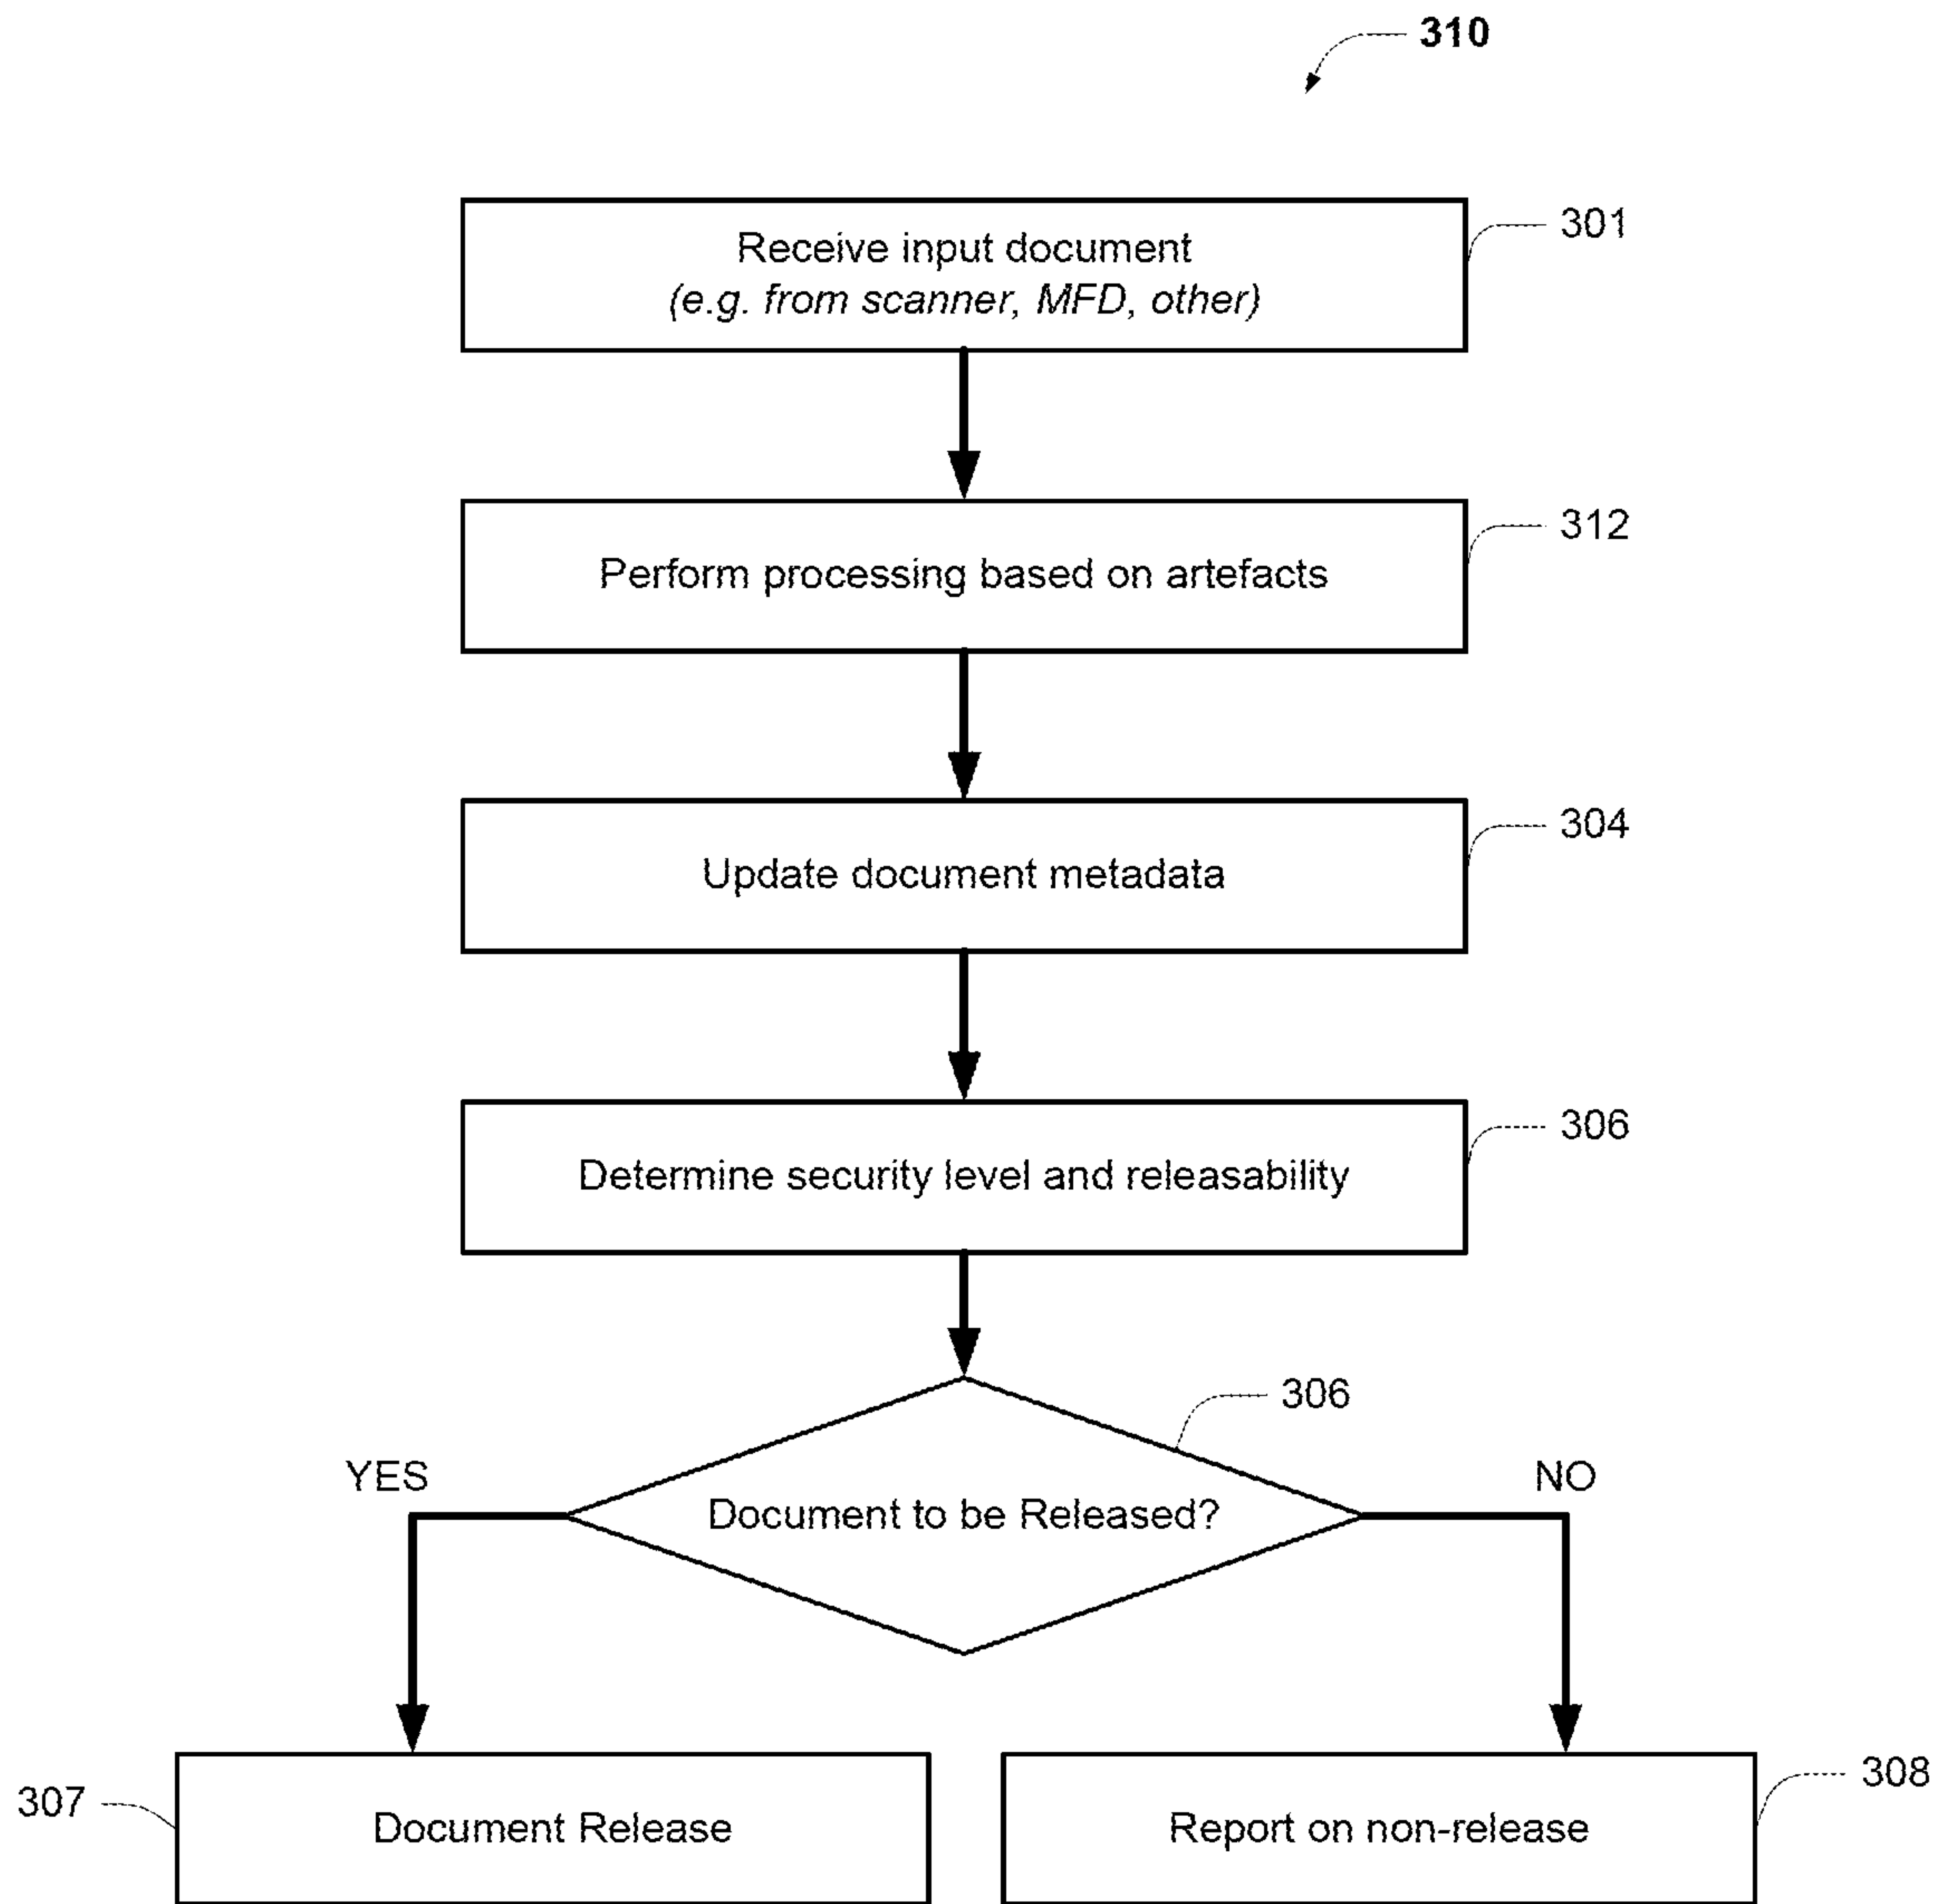 310
Receive input document
(e.g. from scanner, MFD, other)
301
Perform processing based on artefacts
312
Update document metadata
304
Determine security level and releasability
306
306
YES
Document to be Released?
NO
307
Document Release
Report on non-release
308